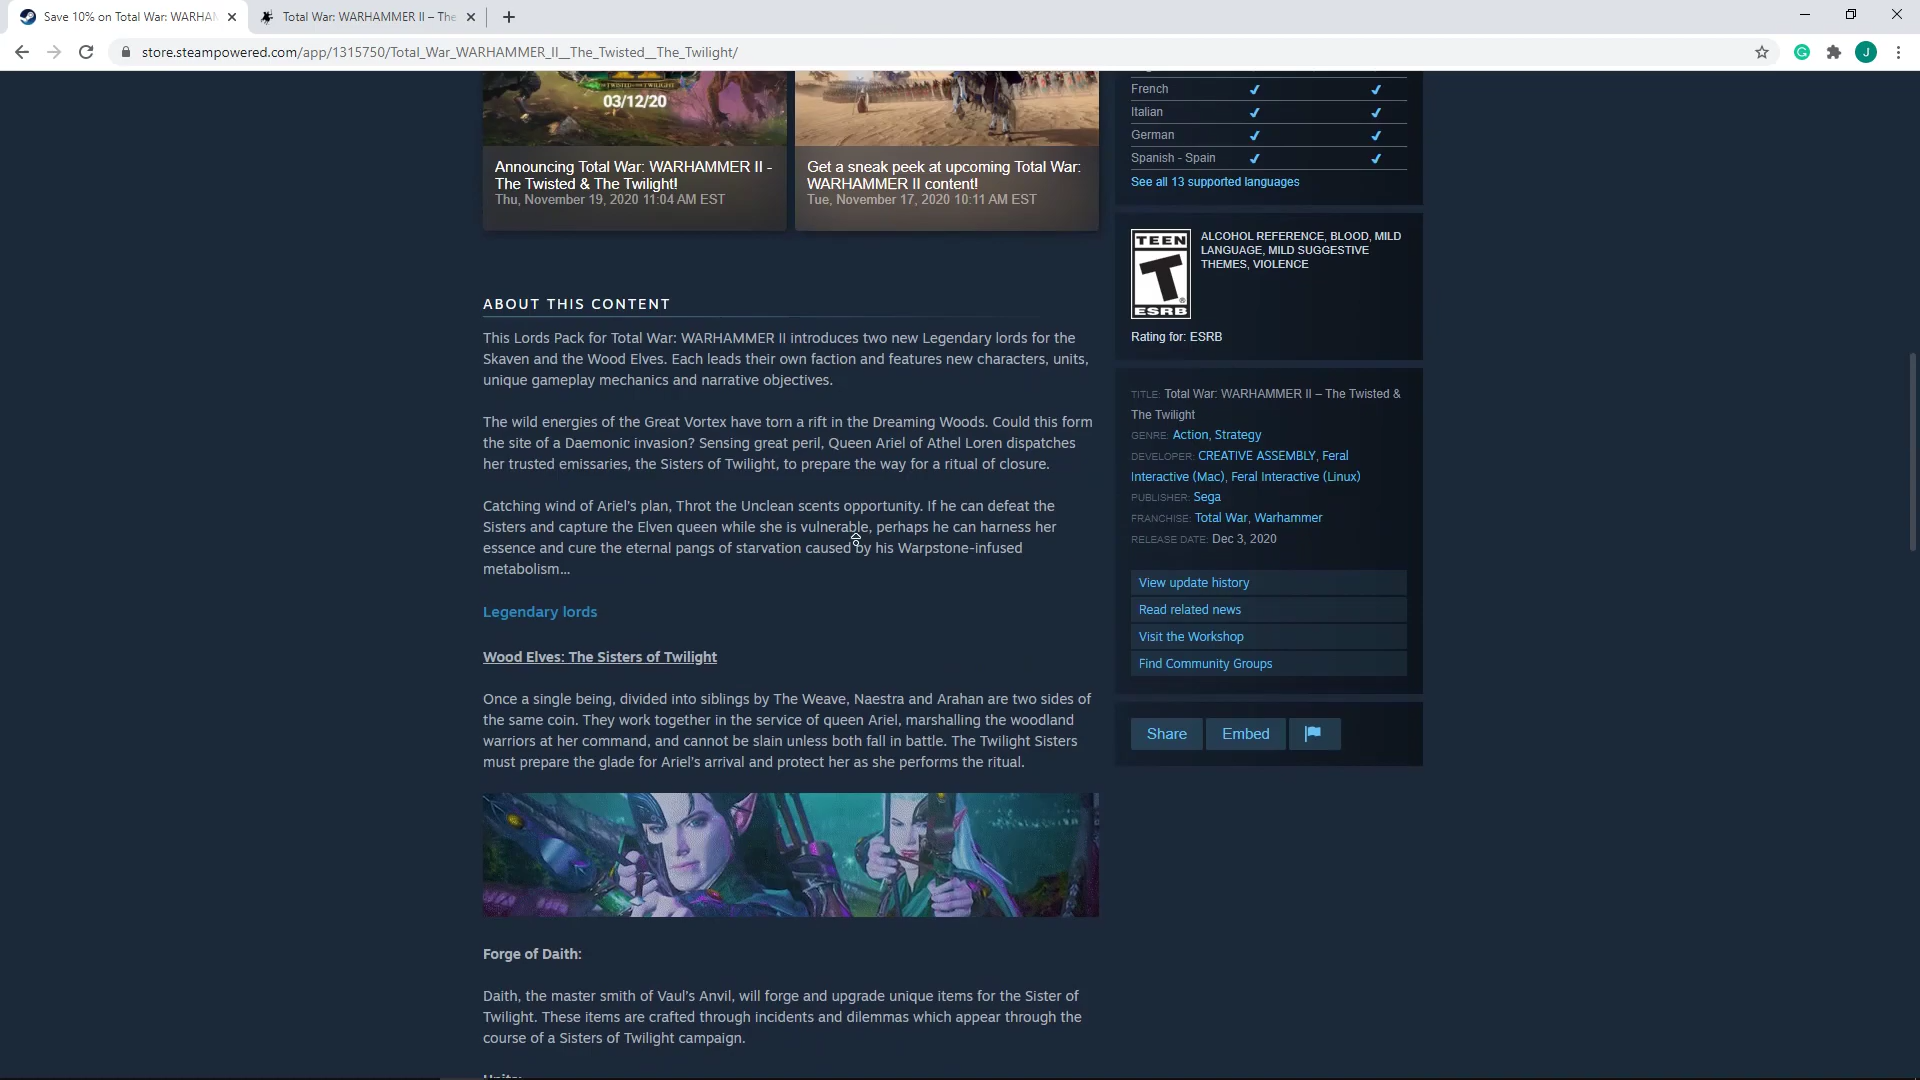 Save 10% on Total War: WARHAM
Total War: WARHAMMER II – The
store.steampowered.com/app/1315750/Total_War_WARHAMMER_II__The_Twisted__The_Twilight/
J
03/12/20
Announcing Total War: WARHAMMER II -
The Twisted & The Twilight!
Thu, November 19, 2020 11:04 AM EST
Get a sneak peek at upcoming Total War:
WARHAMMER II content!
Tue, November 17, 2020 10:11 AM EST
ABOUT THIS CONTENT
This Lords Pack for Total War: WARHAMMER II introduces two new Legendary lords for the
Skaven and the Wood Elves. Each leads their own faction and features new characters, units,
unique gameplay mechanics and narrative objectives.
The wild energies of the Great Vortex have torn a rift in the Dreaming Woods. Could this form
the site of a Daemonic invasion? Sensing great peril, Queen Ariel of Athel Loren dispatches
her trusted emissaries, the Sisters of Twilight, to prepare the way for a ritual of closure.
Catching wind of Ariel’s plan, Throt the Unclean scents opportunity. If he can defeat the
Sisters and capture the Elven queen while she is vulnerable, perhaps he can harness her
essence and cure the eternal pangs of starvation caused by his Warpstone-infused
metabolism…
Legendary lords
Wood Elves: The Sisters of Twilight
Once a single being, divided into siblings by The Weave, Naestra and Arahan are two sides of
the same coin. They work together in the service of queen Ariel, marshalling the woodland
warriors at her command, and cannot be slain unless both fall in battle. The Twilight Sisters
must prepare the glade for Ariel’s arrival and protect her as she performs the ritual.
Forge of Daith:
Daith, the master smith of Vaul’s Anvil, will forge and upgrade unique items for the Sister of
Twilight. These items are crafted through incidents and dilemmas which appear through the
course of a Sisters of Twilight campaign.
French
Italian
German
Spanish - Spain
See all 13 supported languages
TEEN
T
ESRB
ALCOHOL REFERENCE, BLOOD, MILD
LANGUAGE, MILD SUGGESTIVE
THEMES, VIOLENCE
Rating for: ESRB
TITLE: Total War: WARHAMMER II – The Twisted &
The Twilight
GENRE: Action, Strategy
DEVELOPER: CREATIVE ASSEMBLY, Feral
Interactive (Mac), Feral Interactive (Linux)
PUBLISHER: Sega
FRANCHISE: Total War, Warhammer
RELEASE DATE: Dec 3, 2020
View update history
Read related news
Visit the Workshop
Find Community Groups
Share
Embed